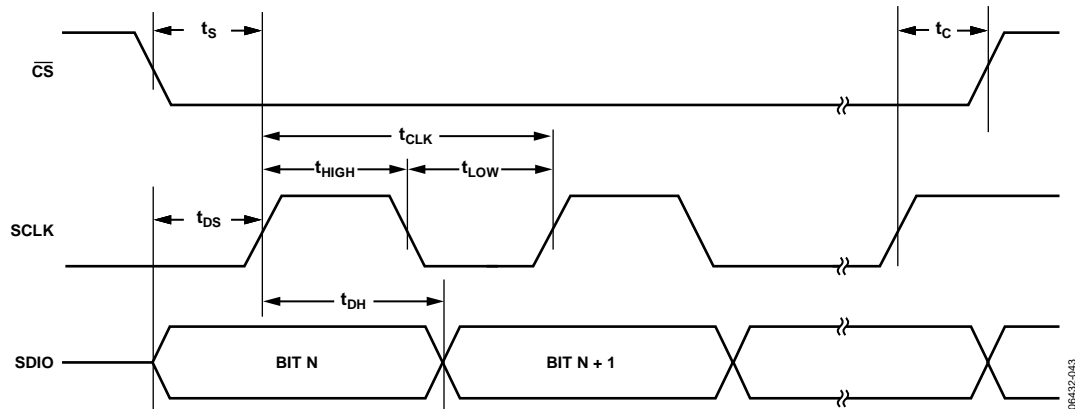 tS
tC
CS
tCLK
tHIGH
tLOW
tDS
SCLK
tDH
SDIO
BIT N
BIT N + 1
06432-043